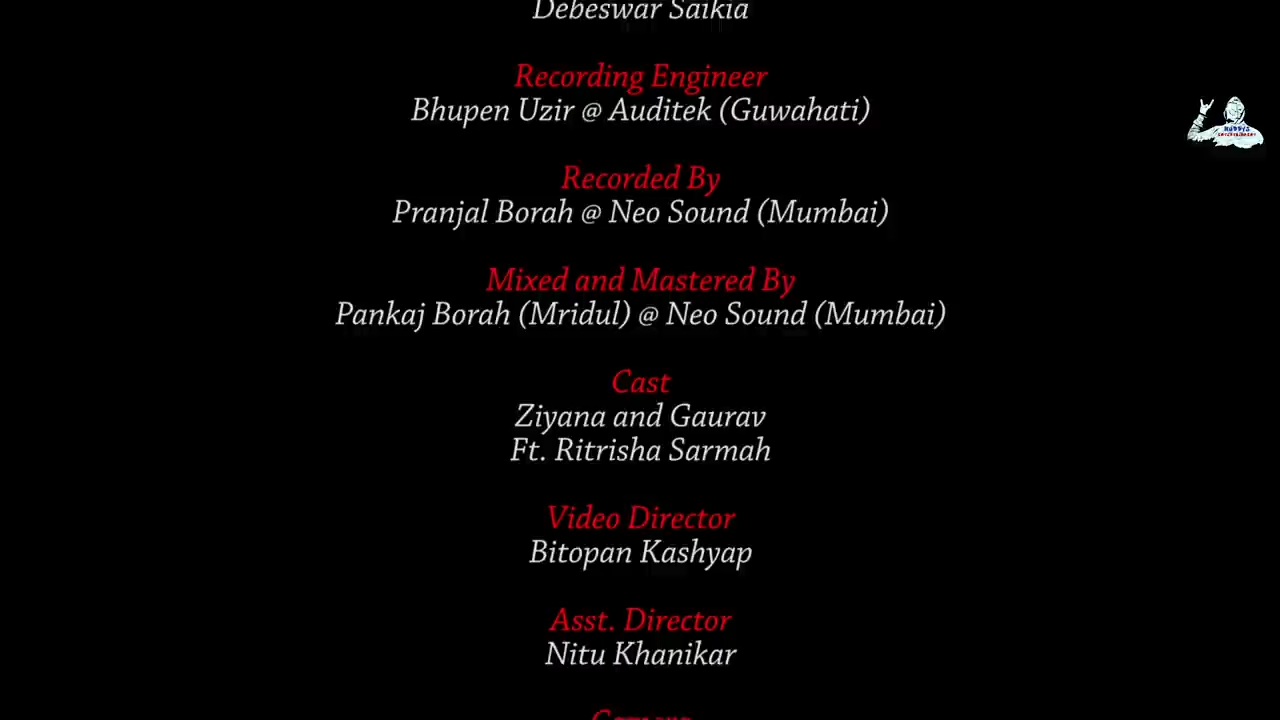 Debeswar Saikia
Recording Engineer
Bhupen Uzir @ Auditek (Guwahati)
Recorded By
Pranjal Borah @ Neo Sound (Mumbai)
Mixed and Mastered By
Pankaj Borah (Mridul) @ Neo Sound (Mumbai)
Cast
Ziyana and Gaurav
Ft. Ritrisha Sarmah
Video Director
Bitopan Kashyap
Asst. Director
Nitu Khanikar